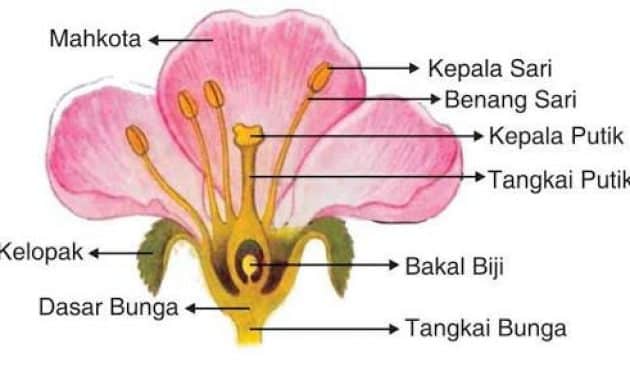 Mahkota
Kepala Sari
Benang Sari
Kepala Putik
Tangkai Putik
Kelopak
Bakal Biji
Dasar Bunga
Tangkai Bunga